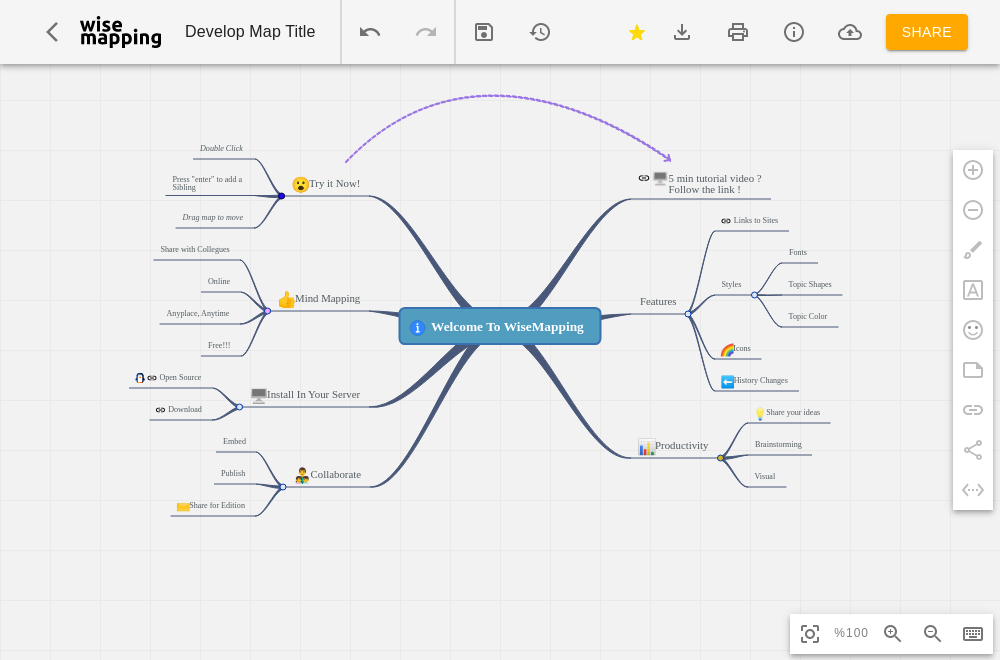 wise
mapping
Develop Map Title
SHARE
Double Click
Press "enter" to add a
Sibling
Drag map to move
Try it Now!
Share with Collegues
Online
Anyplace, Anytime
Free!!!
Mind Mapping
Open Source
Download
Install In Your Server
Embed
Publish
Share for Edition
Collaborate
Welcome To WiseMapping
5 min tutorial video ?
Follow the link !
Features
Links to Sites
Styles
Fonts
Topic Shapes
Topic Color
Icons
History Changes
Productivity
Share your ideas
Brainstorming
Visual
%100